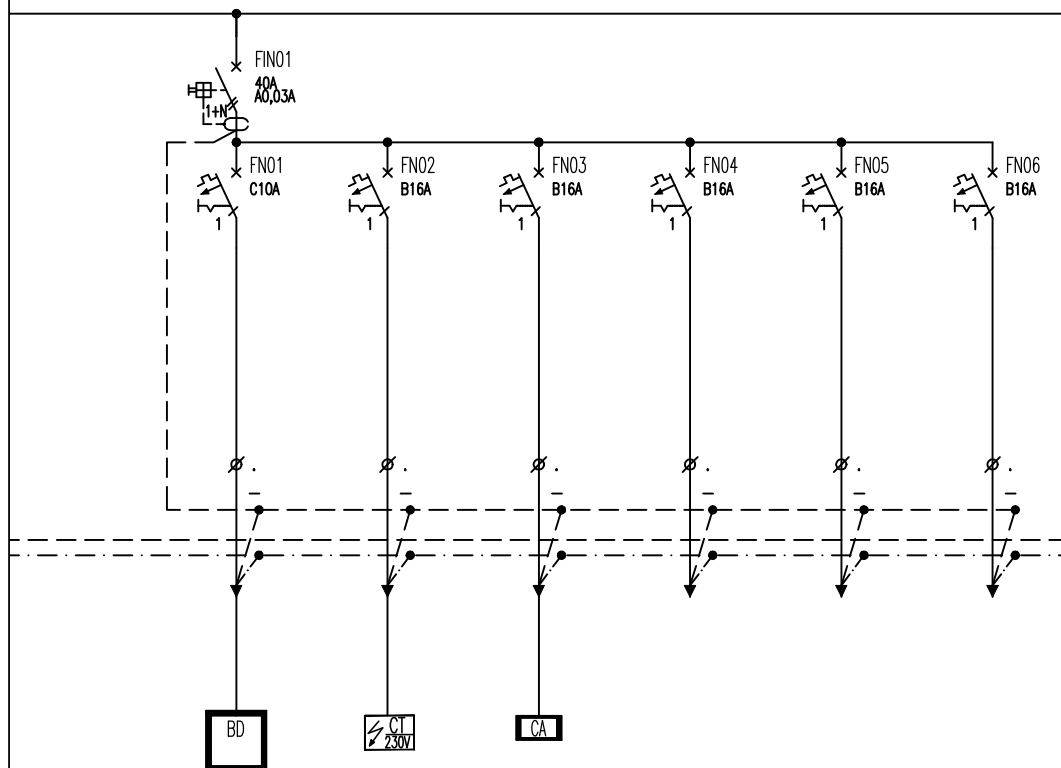 FIN01
40A
A0,03A
1+N
FN01
C10A
1
FN02
B16A
1
FN03
B16A
1
FN04
B16A
1
FN05
B16A
1
FN06
B16A
1
BD
CT
230V
CA